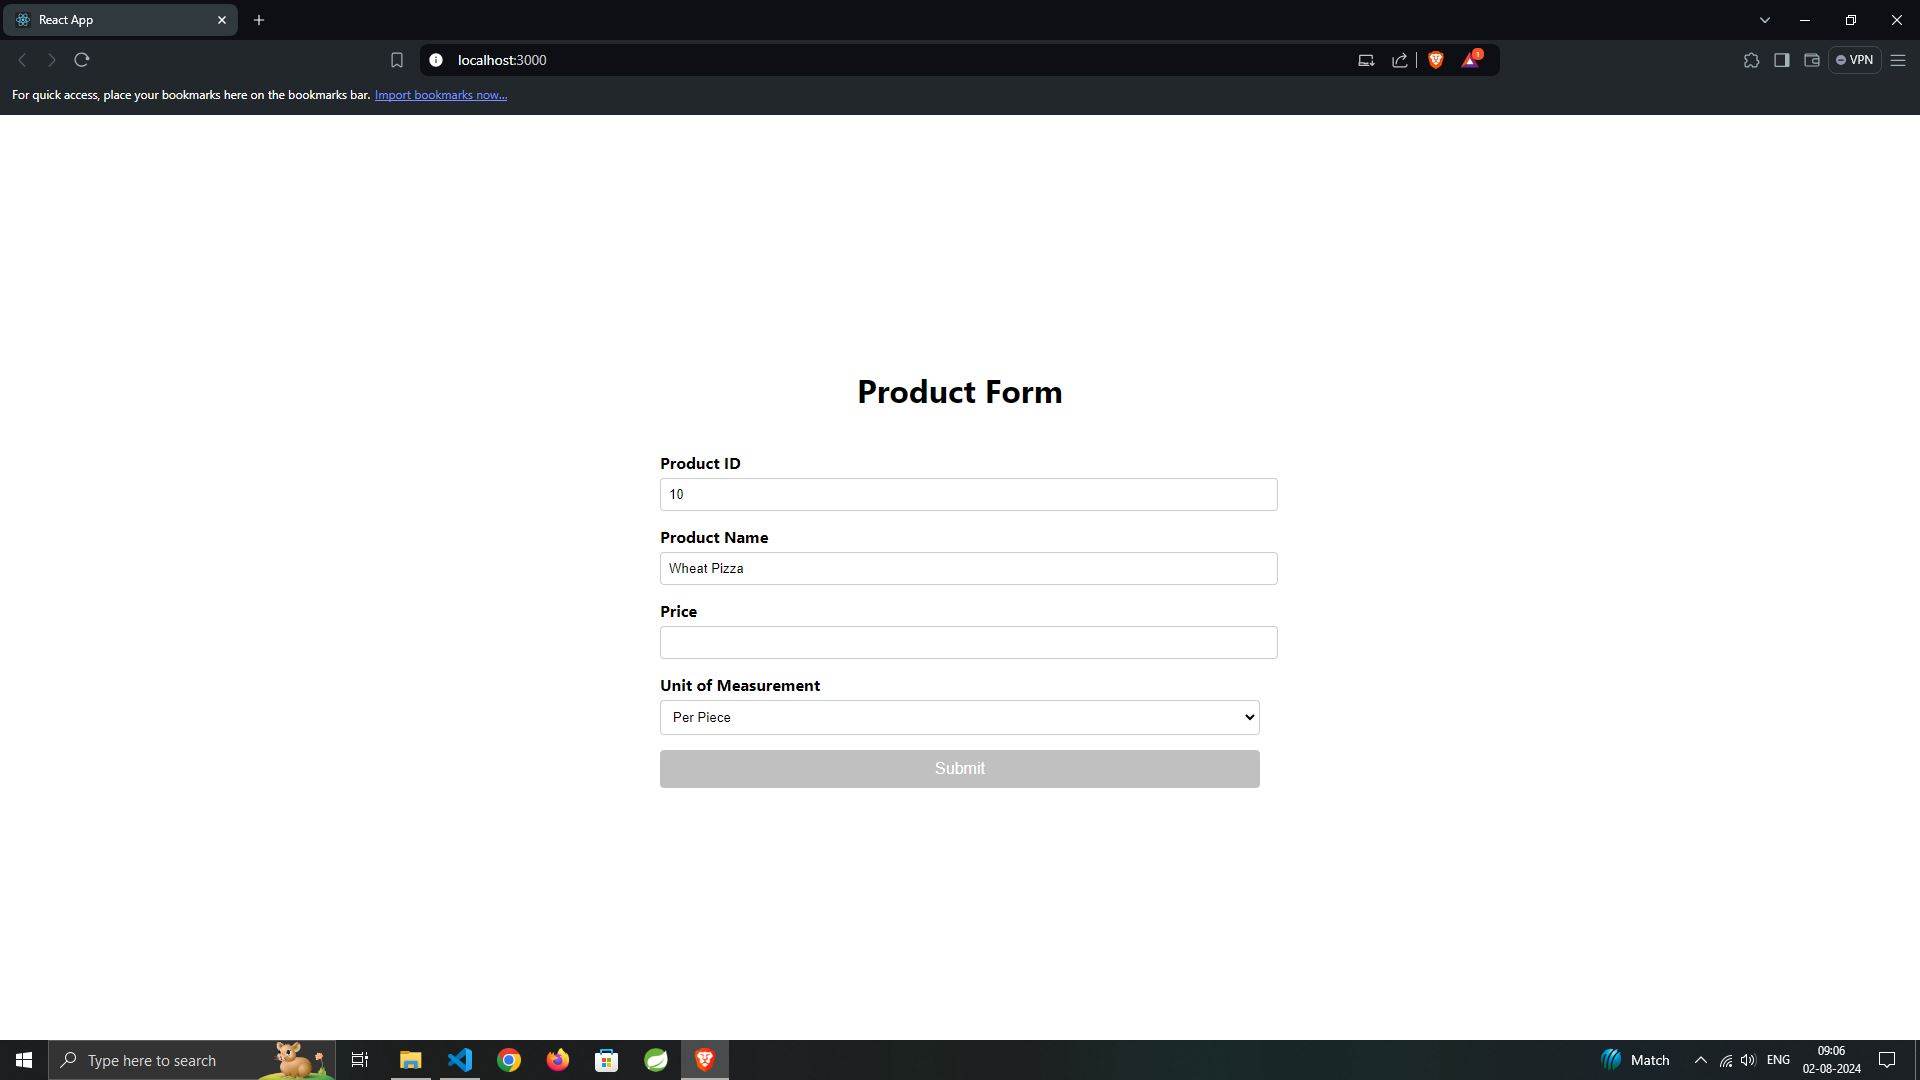 React App
localhost:3000
1
VPN
For quick access, place your bookmarks here on the bookmarks bar. Import bookmarks now...
Product Form
Product ID
10
Product Name
Wheat Pizza
Price
Unit of Measurement
Per Piece
Submit
Type here to search
Match
ENG
09:06
02-08-2024